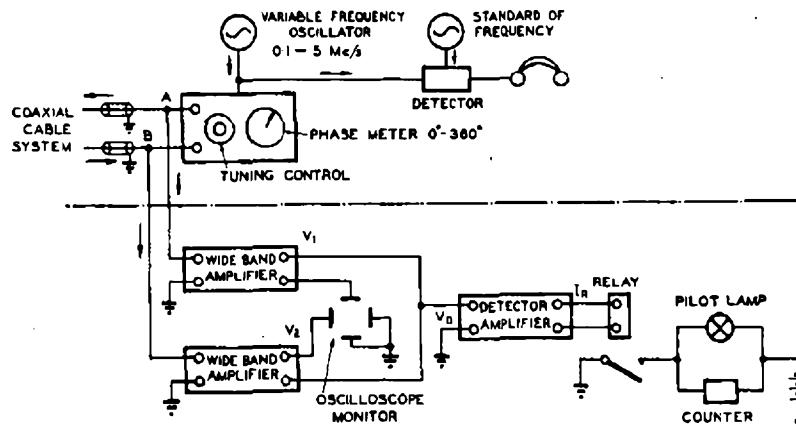 VARIABLE FREQUENCY
OSCILLATOR
0·1 – 5 Mc/s
STANDARD OF
FREQUENCY
DETECTOR
A
COAXIAL
CABLE
SYSTEM
B
PHASE METER 0°-360°
TUNING CONTROL
V1
WIDE BAND
AMPLIFIER
V2
WIDE BAND
AMPLIFIER
OSCILLOSCOPE
MONITOR
VD
DETECTOR
AMPLIFIER
IR
RELAY
PILOT LAMP
COUNTER